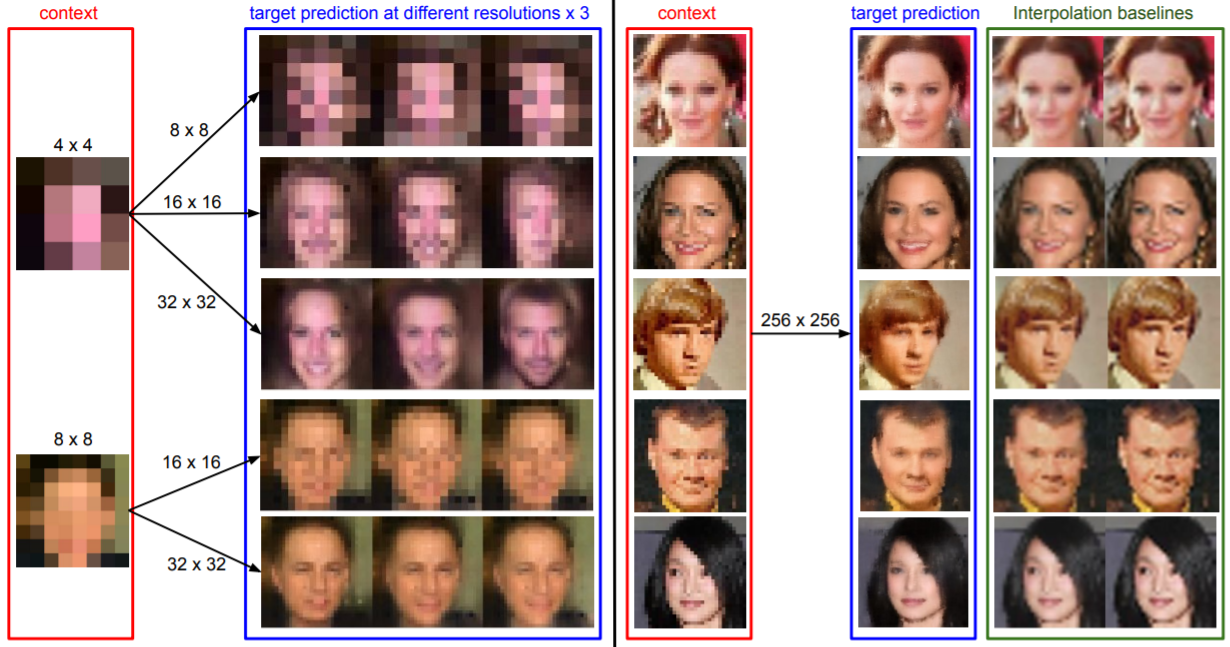 context
target prediction at different resolutions x 3
context
target prediction
Interpolation baselines
4 x 4
8 x 8
16 x 16
32 x 32
256 x 256
8 x 8
16 x 16
32 x 32